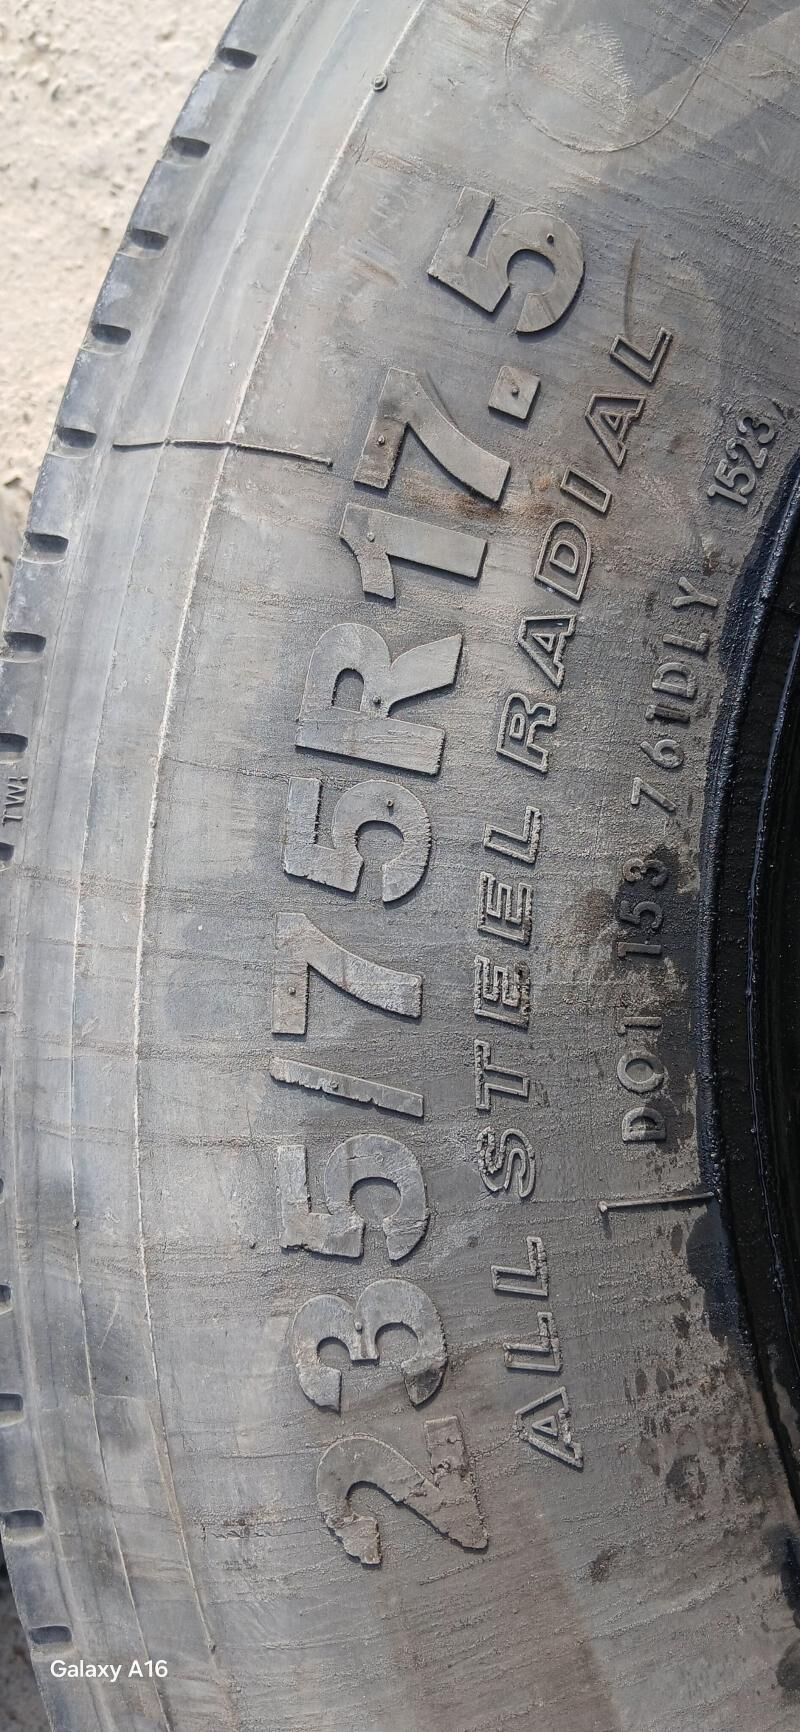 235/75R17.5
ALL STEEL RADIAL
DOT 153 761DLY 1523
TWI
Galaxy A16